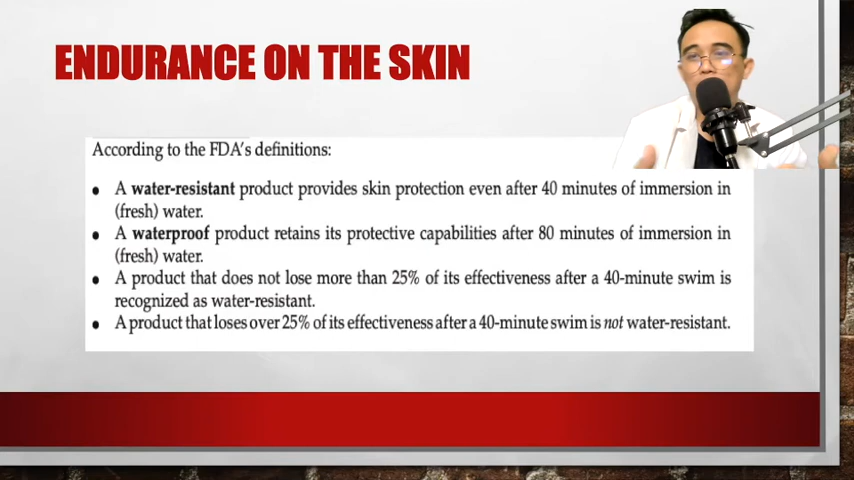 ENDURANCE ON THE SKIN
According to the FDA's definitions:
● A water-resistant product provides skin protection even after 40 minutes of immersion in
(fresh) water.
● A waterproof product retains its protective capabilities after 80 minutes of immersion in
(fresh) water.
● A product that does not lose more than 25% of its effectiveness after a 40-minute swim is
recognized as water-resistant.
● A product that loses over 25% of its effectiveness after a 40-minute swim is not water-resistant.